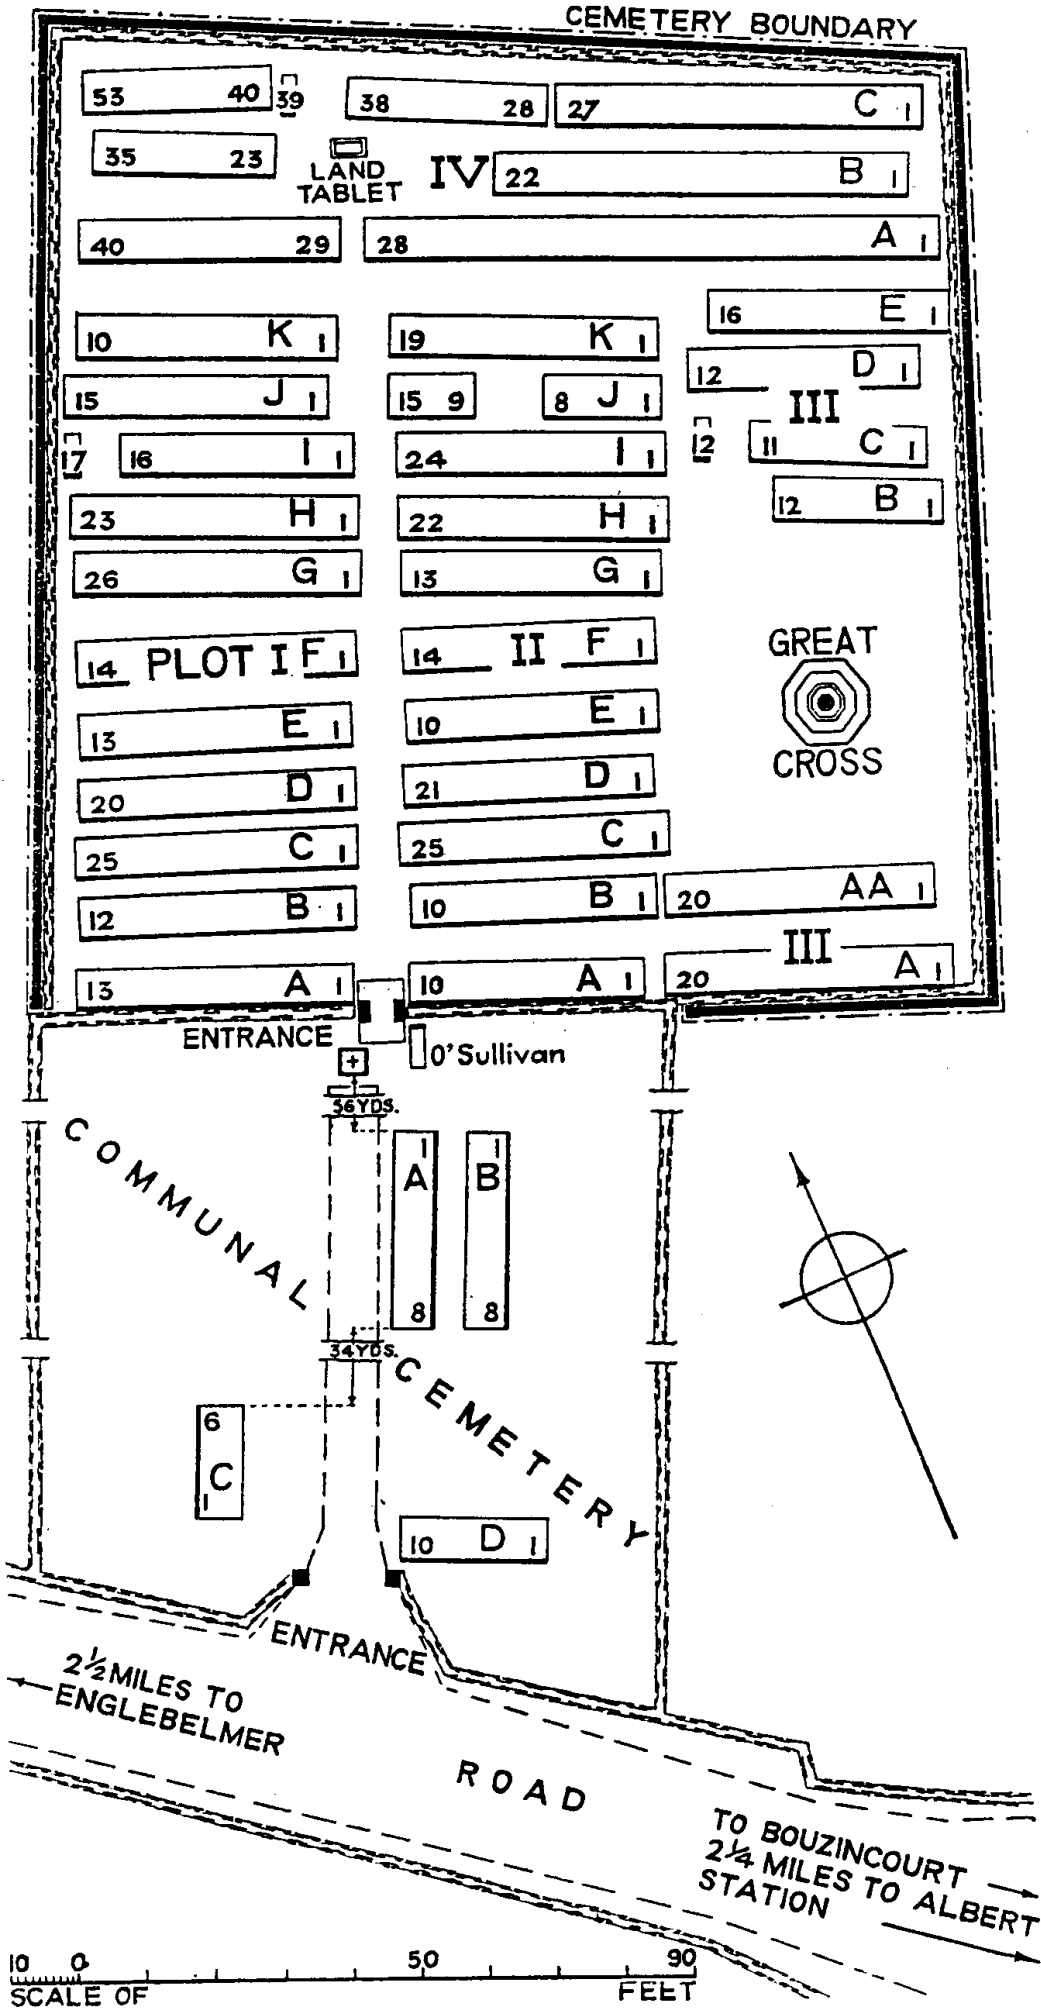 CEMETERY BOUNDARY
53 40 39 38 28 27 C 1
35 23 LAND TABLET IV 22 B 1
40 29 28 A 1
16 E 1
10 K 1 19 K 1
12 D 1
15 J 1 15 9 8 J 1
III
17 16 I 1 24 I 1 12 11 C 1
23 H 1 22 H 1 12 B 1
26 G 1 13 G 1
14 PLOT I F 1 14 II F 1
GREAT
CROSS
13 E 1 10 E 1
20 D 1 21 D 1
25 C 1 25 C 1
12 B 1 10 B 1 20 AA 1
III
13 A 1 10 A 1 20 A 1
ENTRANCE
O'Sullivan
56YDS.
COMMUNAL
1 1
A B
8 8
34YDS.
CEMETERY
6
C
1
10 D 1
ENTRANCE
2½ MILES TO
ENGLEBELMER
ROAD
TO BOUZINCOURT
2¼ MILES TO ALBERT
STATION
10 0 50 90
SCALE OF FEET